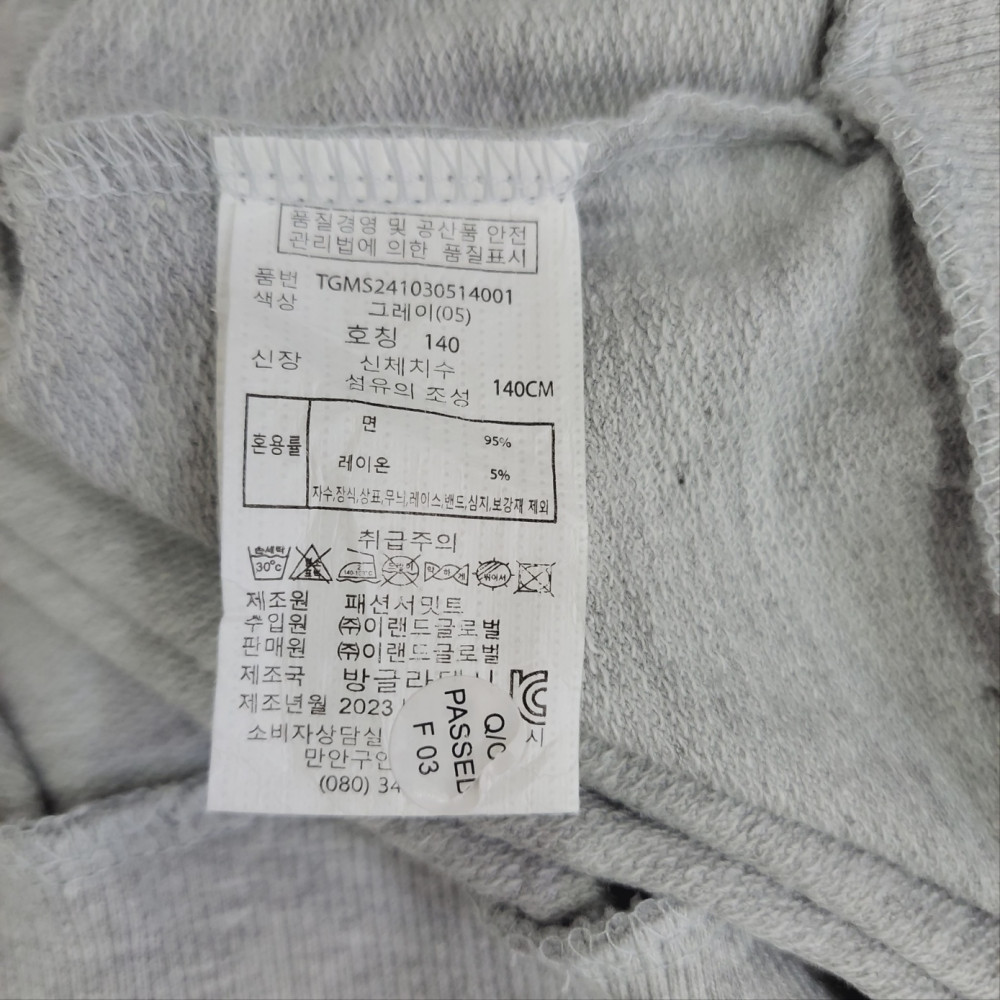 품질경영 및 공산품 안전
관리법에 의한 품질표시
품번 TGMS241030514001
색상 그레이(05)
호칭 140
신체치수
신장 140CM
섬유의 조성
혼용률
면 95%
레이온 5%
자수,장식,상표,무늬,레이스,밴드,심지,보강재 제외
취급주의
손세탁 30°c
제조원 패션서밋트
수입원 ㈜이랜드글로벌
판매원 ㈜이랜드글로벌
제조국
제조년월 2023
소비자상담실 시
만안구안
(080) 34
Q/C
PASSED
F 03